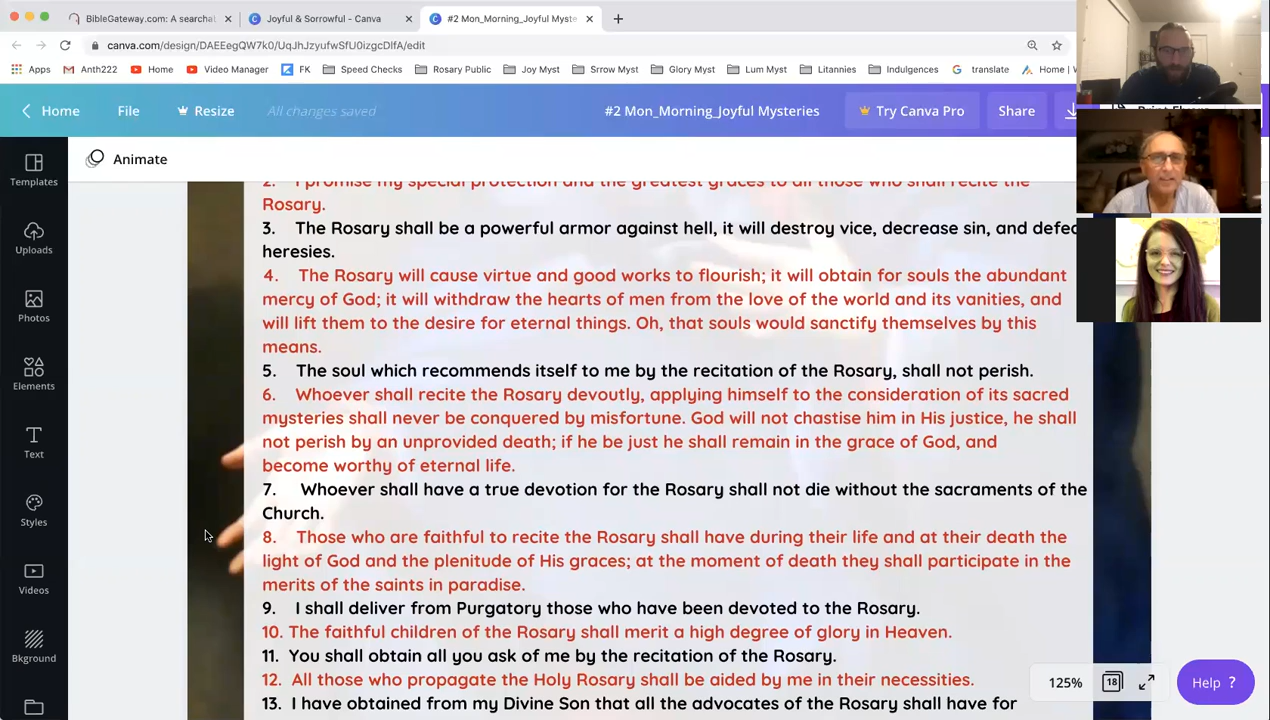 BibleGateway.com: A searchal
Joyful & Sorrowful - Canva
#2 Mon_Morning_Joyful Myste
canva.com/design/DAEEegQW7k0/UqJhJzyufwSfU0izgcDlfA/edit
Apps Anth222 Home Video Manager FK Speed Checks Rosary Public Joy Myst Srrow Myst Glory Myst Lum Myst Litannies Indulgences translate Home | W
Home File Resize All changes saved #2 Mon_Morning_Joyful Mysteries Try Canva Pro Share
Animate
Templates
Uploads
Photos
Elements
Text
Styles
Videos
Bkground
2. I promise my special protection and the greatest graces to all those who shall recite the
Rosary.
3. The Rosary shall be a powerful armor against hell, it will destroy vice, decrease sin, and defea
heresies.
4. The Rosary will cause virtue and good works to flourish; it will obtain for souls the abundant
mercy of God; it will withdraw the hearts of men from the love of the world and its vanities, and
will lift them to the desire for eternal things. Oh, that souls would sanctify themselves by this
means.
5. The soul which recommends itself to me by the recitation of the Rosary, shall not perish.
6. Whoever shall recite the Rosary devoutly, applying himself to the consideration of its sacred
mysteries shall never be conquered by misfortune. God will not chastise him in His justice, he shall
not perish by an unprovided death; if he be just he shall remain in the grace of God, and
become worthy of eternal life.
7. Whoever shall have a true devotion for the Rosary shall not die without the sacraments of the
Church.
8. Those who are faithful to recite the Rosary shall have during their life and at their death the
light of God and the plenitude of His graces; at the moment of death they shall participate in the
merits of the saints in paradise.
9. I shall deliver from Purgatory those who have been devoted to the Rosary.
10. The faithful children of the Rosary shall merit a high degree of glory in Heaven.
11. You shall obtain all you ask of me by the recitation of the Rosary.
12. All those who propagate the Holy Rosary shall be aided by me in their necessities.
13. I have obtained from my Divine Son that all the advocates of the Rosary shall have for
125% 18 Help ?